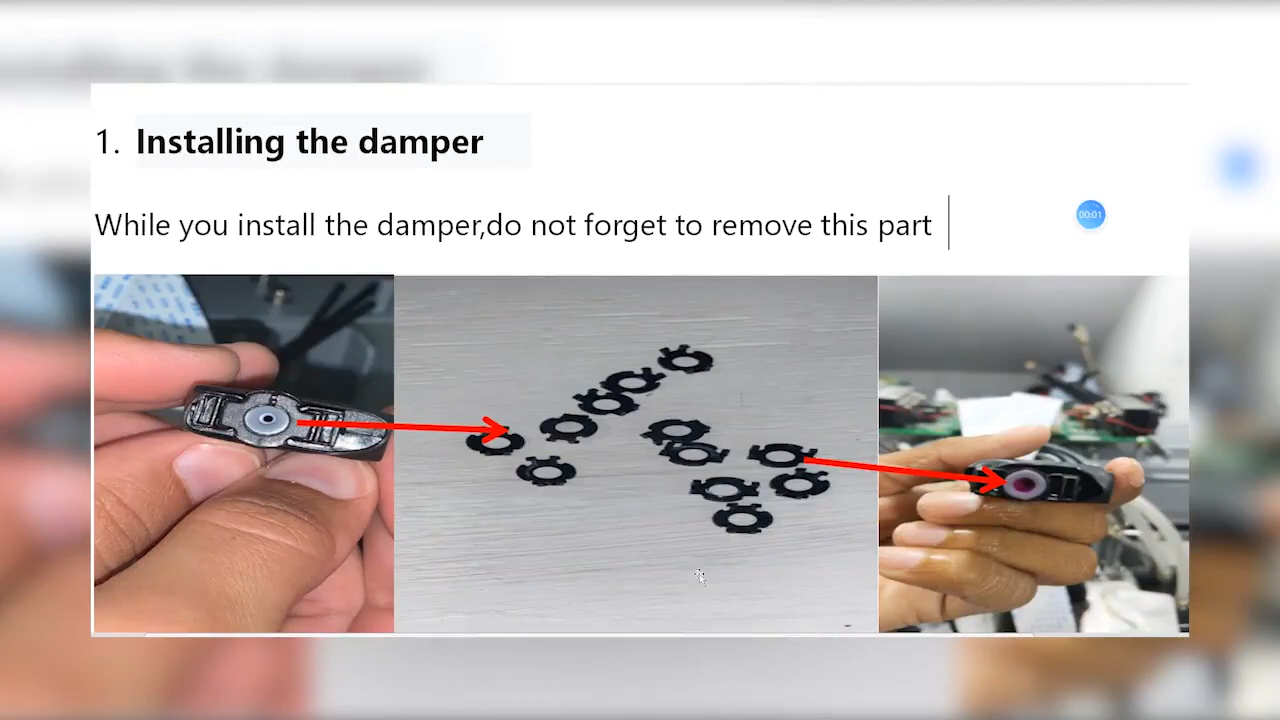 1. Installing the damper
While you install the damper,do not forget to remove this part
00:01